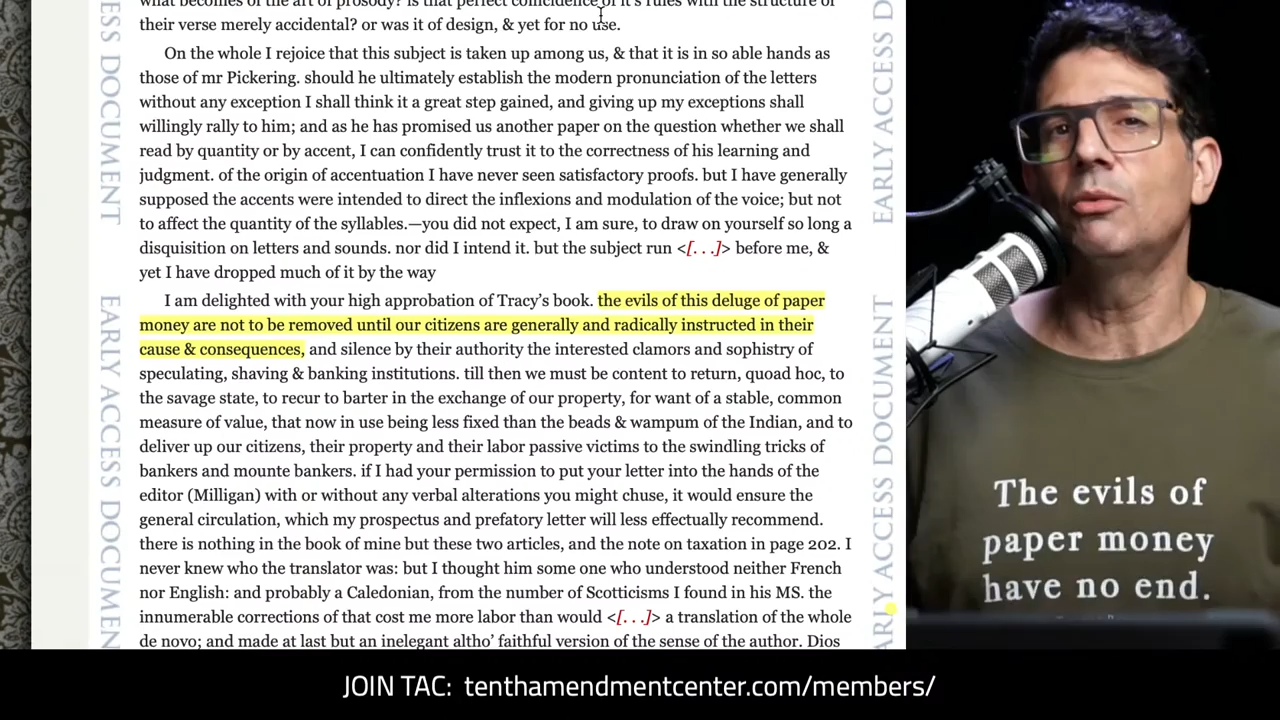 what becomes of the art of prosody? is that perfect coincidence of it's rules with the structure of
their verse merely accidental? or was it of design, & yet for no use.
On the whole I rejoice that this subject is taken up among us, & that it is in so able hands as
those of mr Pickering. should he ultimately establish the modern pronunciation of the letters
without any exception I shall think it a great step gained, and giving up my exceptions shall
willingly rally to him; and as he has promised us another paper on the question whether we shall
read by quantity or by accent, I can confidently trust it to the correctness of his learning and
judgment. of the origin of accentuation I have never seen satisfactory proofs. but I have generally
supposed the accents were intended to direct the inflexions and modulation of the voice; but not
to affect the quantity of the syllables.—you did not expect, I am sure, to draw on yourself so long a
disquisition on letters and sounds. nor did I intend it. but the subject run <[. . .]> before me, &
yet I have dropped much of it by the way
I am delighted with your high approbation of Tracy's book. the evils of this deluge of paper
money are not to be removed until our citizens are generally and radically instructed in their
cause & consequences, and silence by their authority the interested clamors and sophistry of
speculating, shaving & banking institutions. till then we must be content to return, quoad hoc, to
the savage state, to recur to barter in the exchange of our property, for want of a stable, common
measure of value, that now in use being less fixed than the beads & wampum of the Indian, and to
deliver up our citizens, their property and their labor passive victims to the swindling tricks of
bankers and mounte bankers. if I had your permission to put your letter into the hands of the
editor (Milligan) with or without any verbal alterations you might chuse, it would ensure the
general circulation, which my prospectus and prefatory letter will less effectually recommend.
there is nothing in the book of mine but these two articles, and the note on taxation in page 202. I
never knew who the translator was: but I thought him some one who understood neither French
nor English: and probably a Caledonian, from the number of Scotticisms I found in his MS. the
innumerable corrections of that cost me more labor than would <[. . .]> a translation of the whole
de novo; and made at last but an inelegant altho' faithful version of the sense of the author. Dios
ESS DOCUMENT
EARLY ACCESS DOCUMEN
EARLY ACCESS D
ARLY ACCESS DOCUMENT
The evils of
paper money
have no end.
JOIN TAC: tenthamendmentcenter.com/members/